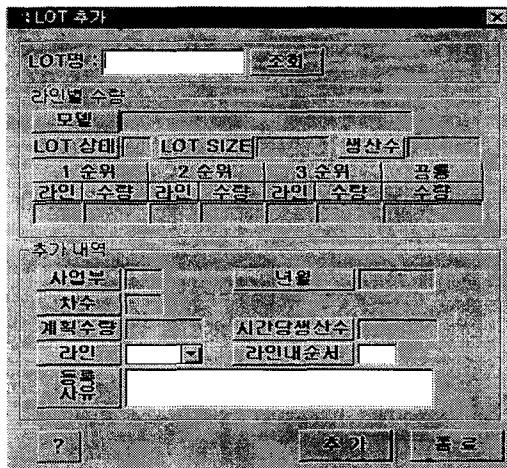 LOT 추가
LOT명 : 조회
라인별 수량
모델
LOT 상태 LOT SIZE 생산수
1 순위 2 순위 3 순위 공통
라인 수량 라인 수량 라인 수량 수량
추가 내역
사업부 년월
차수
계획수량 시간당생산수
라인 라인내순서
등록
사유
? 추 가 종 료